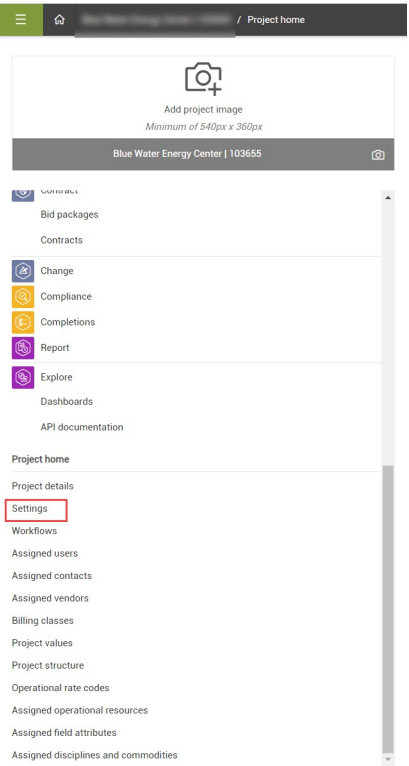 / Project home
Add project image
Minimum of 540px x 360px
Blue Water Energy Center | 103655
Contract
Bid packages
Contracts
Change
Compliance
Completions
Report
Explore
Dashboards
API documentation
Project home
Project details
Settings
Workflows
Assigned users
Assigned contacts
Assigned vendors
Billing classes
Project values
Project structure
Operational rate codes
Assigned operational resources
Assigned field attributes
Assigned disciplines and commodities